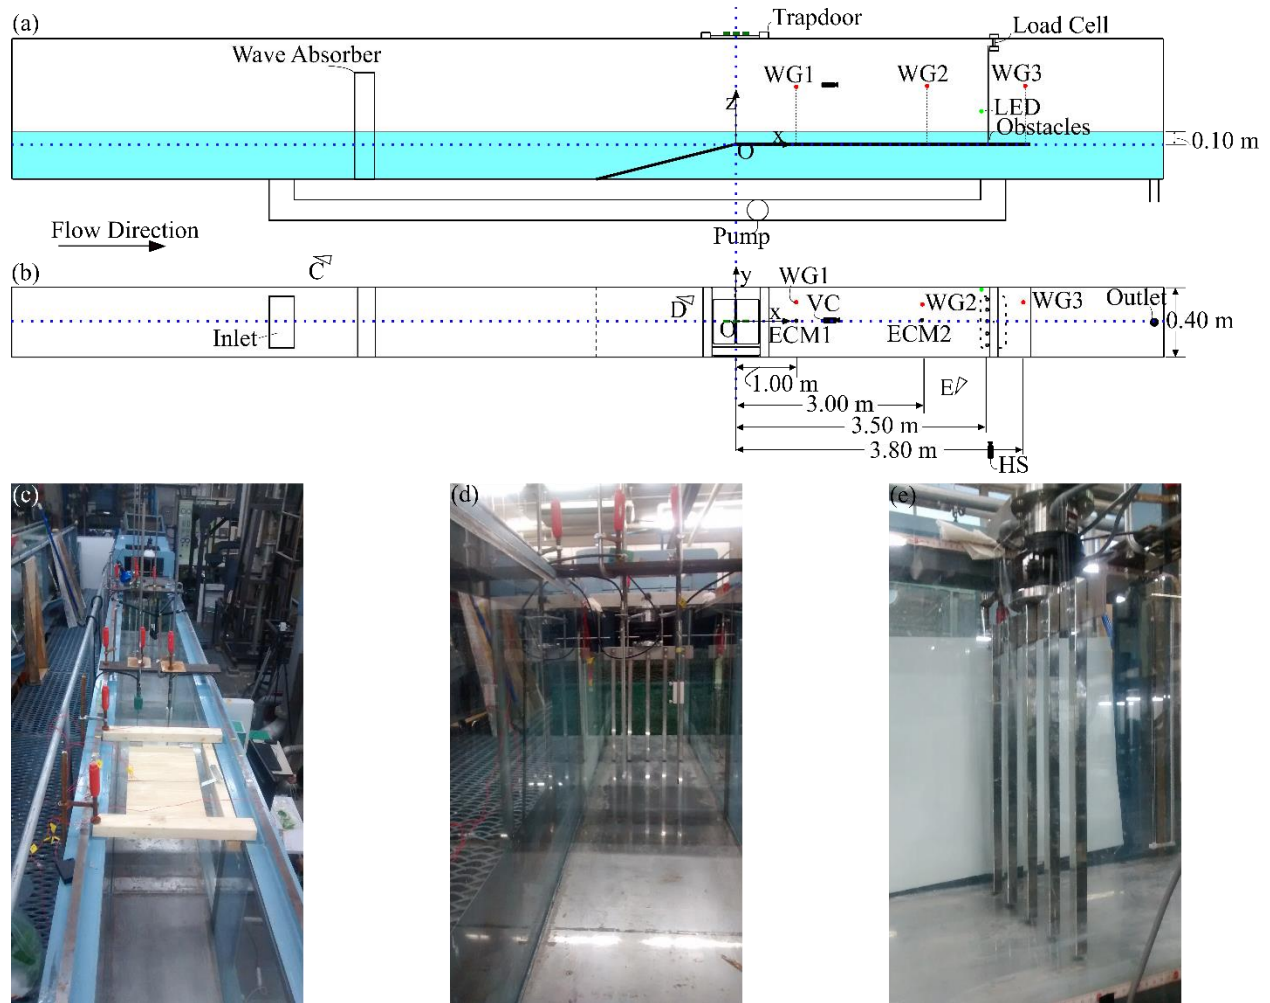 (a)
Trapdoor
Load Cell
Wave Absorber
WG1
WG2
WG3
z
LED
x
Obstacles
O
0.10 m
Flow Direction
Pump
(b)
C
y
WG1
D
VC
WG2
WG3
Outlet
x
O
Inlet
ECM1
ECM2
0.40 m
1.00 m
E
3.00 m
3.50 m
3.80 m
HS
(c)
(d)
(e)